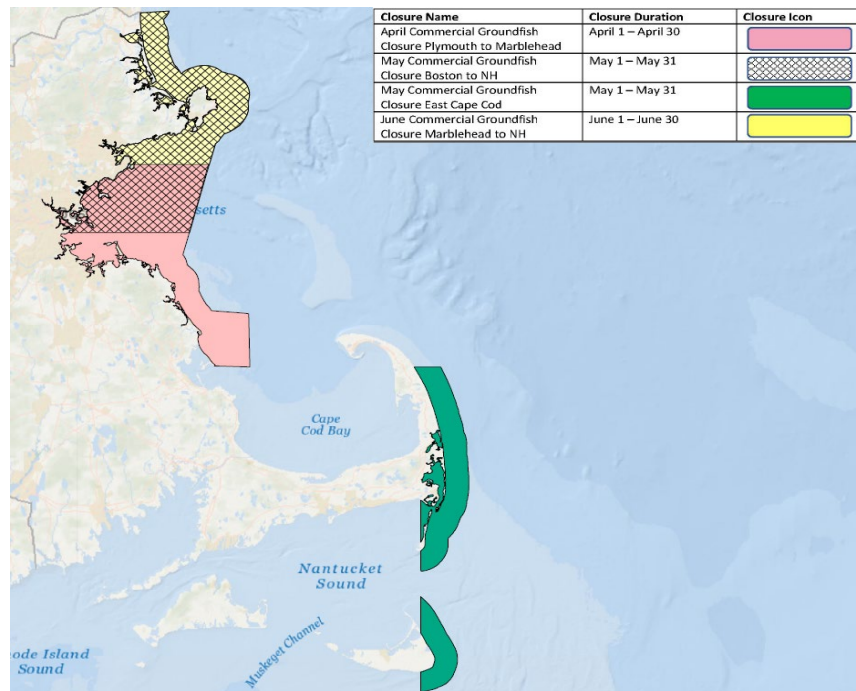 Closure Name Closure Duration Closure Icon
April Commercial Groundfish April 1 – April 30
Closure Plymouth to Marblehead
May Commercial Groundfish May 1 – May 31
Closure Boston to NH
May Commercial Groundfish May 1 – May 31
Closure East Cape Cod
June Commercial Groundfish June 1 – June 30
Closure Marblehead to NH
setts
Cape
Cod Bay
Nantucket
Sound
Muskeget Channel
ode Island
Sound